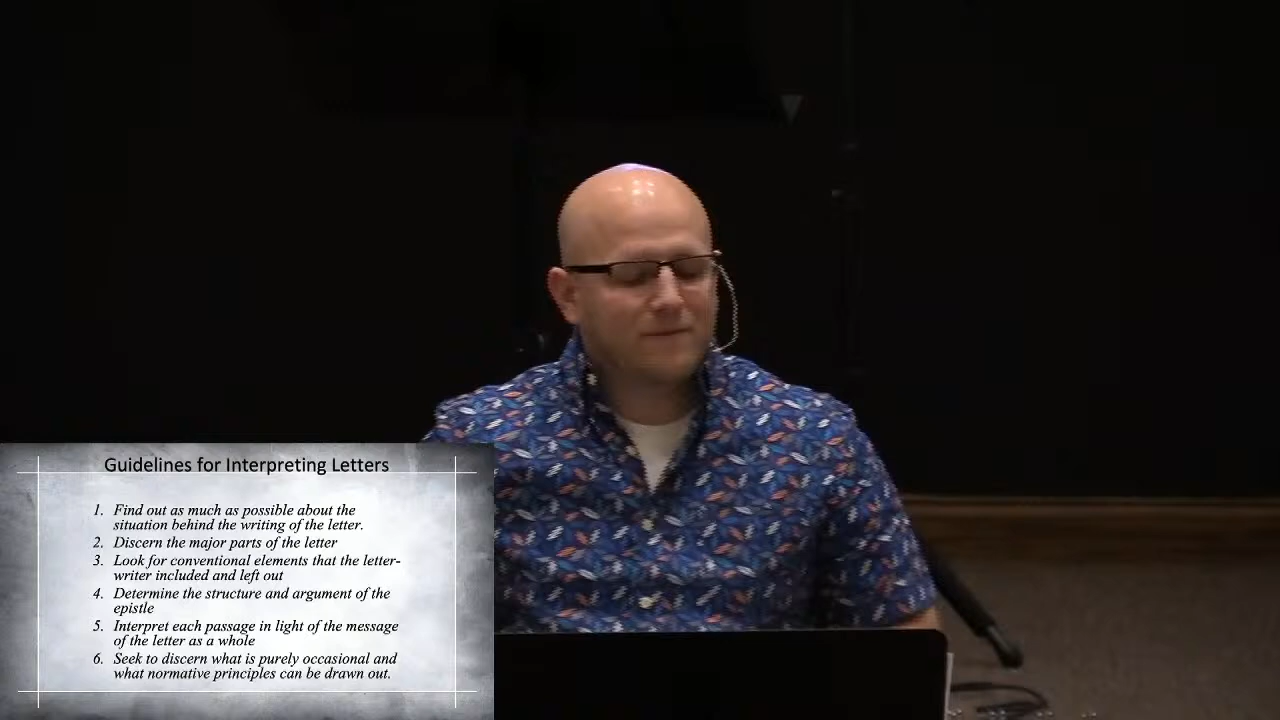 Guidelines for Interpreting Letters
1. Find out as much as possible about the
situation behind the writing of the letter.
2. Discern the major parts of the letter
3. Look for conventional elements that the letter-
writer included and left out
4. Determine the structure and argument of the
epistle
5. Interpret each passage in light of the message
of the letter as a whole
6. Seek to discern what is purely occasional and
what normative principles can be drawn out.